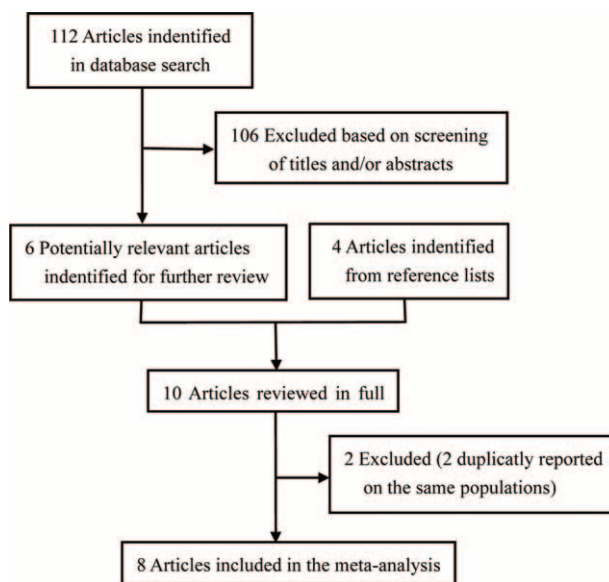 112 Articles indentified
in database search
106 Excluded based on screening
of titles and/or abstracts
6 Potentially relevant articles
indentified for further review
4 Articles indentified
from reference lists
10 Articles reviewed in full
2 Excluded (2 duplicatly reported
on the same populations)
8 Articles included in the meta-analysis